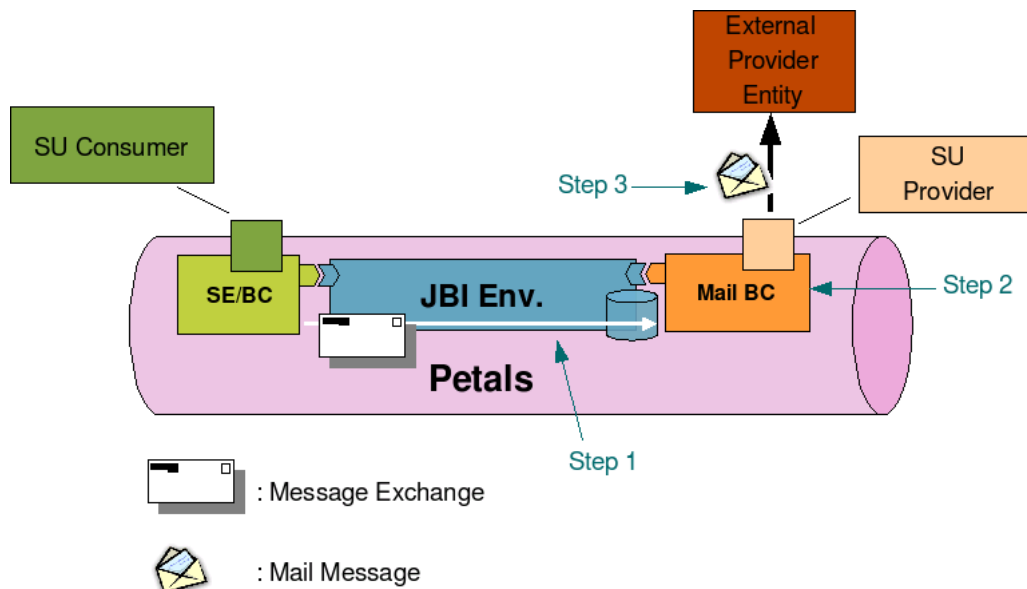 External
Provider
Entity
SU Consumer
SU
Provider
Step 3
SE/BC
JBI Env.
Mail BC
Step 2
Petals
Step 1
: Message Exchange
: Mail Message